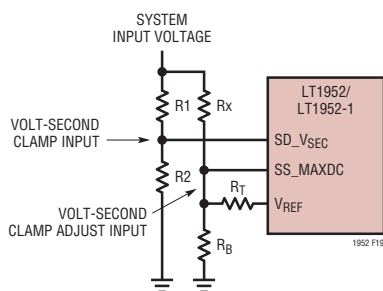 SYSTEM
INPUT VOLTAGE
R1
Rx
LT1952/
LT1952-1
VOLT-SECOND
CLAMP INPUT
SD_VSEC
R2
SS_MAXDC
RT
VOLT-SECOND
CLAMP ADJUST INPUT
VREF
RB
1952 F19